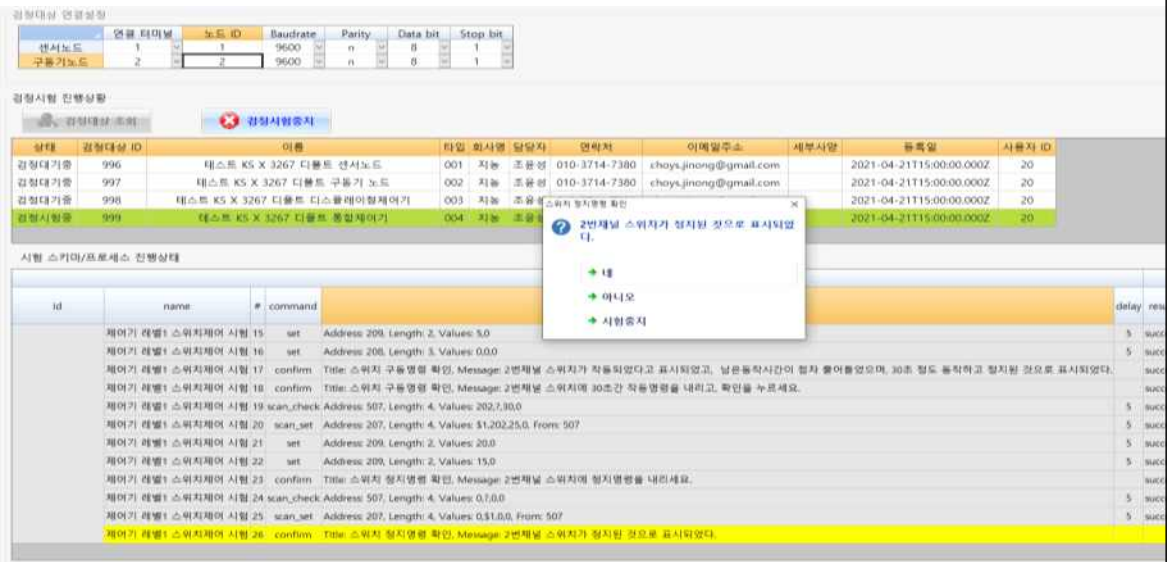 검정대상 연결설정
연결 터미널 노드 ID Baudrate Parity Data bit Stop bit
센서노드 1 1 9600 n 8 1
구동기노드 2 2 9600 n 8 1
검정시험 진행상황
검정대상 조회 검정시험중지
상태 검정대상 ID 이름 타입 회사명 담당자 연락처 이메일주소 세부사양 등록일 사용자 ID
검정대기중 996 테스트 KS X 3267 디폴트 센서노드 001 지농 조윤성 010-3714-7380 choys.jinong@gmail.com 2021-04-21T15:00:00.000Z 20
검정대기중 997 테스트 KS X 3267 디폴트 구동기 노드 002 지농 조윤성 010-3714-7380 choys.jinong@gmail.com 2021-04-21T15:00:00.000Z 20
검정대기중 998 테스트 KS X 3267 디폴트 디스플레이형제어기 003 지농 조윤 2021-04-21T15:00:00.000Z 20
검정시험중 999 테스트 KS X 3267 디폴트 통합제어기 004 지농 조윤 2021-04-21T15:00:00.000Z 20
스위치 정지명령 확인
2번채널 스위치가 정지된 것으로 표시되었
다.
네
아니오
시험중지
시험 스키마/프로세스 진행상태
id name # command delay resu
제어기 레벨1 스위치제어 시험 15 set Address: 209, Length: 2, Values: 5,0 5 succ
제어기 레벨1 스위치제어 시험 16 set Address: 208, Length: 3, Values: 0,0,0 5 succ
제어기 레벨1 스위치제어 시험 17 confirm Title: 스위치 구동명령 확인, Message: 2번채널 스위치가 작동되었다고 표시되었고, 남은동작시간이 점차 줄어들었으며, 30초 정도 동작하고 정지된 것으로 표시되었다. succ
제어기 레벨1 스위치제어 시험 18 confirm Title: 스위치 구동명령 확인, Message: 2번채널 스위치에 30초간 작동명령을 내리고, 확인을 누르세요. succ
제어기 레벨1 스위치제어 시험 19 scan_check Address: 507, Length: 4, Values: 202,?,30,0 5 succ
제어기 레벨1 스위치제어 시험 20 scan_set Address: 207, Length: 4, Values: $1,202,25,0, From: 507 5 succ
제어기 레벨1 스위치제어 시험 21 set Address: 209, Length: 2, Values: 20,0 5 succ
제어기 레벨1 스위치제어 시험 22 set Address: 209, Length: 2, Values: 15,0 5 succ
제어기 레벨1 스위치제어 시험 23 confirm Title: 스위치 정지명령 확인, Message: 2번채널 스위치에 정지명령을 내리세요. succ
제어기 레벨1 스위치제어 시험 24 scan_check Address: 507, Length: 4, Values: 0,?,0,0 5 succ
제어기 레벨1 스위치제어 시험 25 scan_set Address: 207, Length: 4, Values: 0,$1,0,0, From: 507 5 succ
제어기 레벨1 스위치제어 시험 26 confirm Title: 스위치 정지명령 확인, Message: 2번채널 스위치가 정지된 것으로 표시되었다.